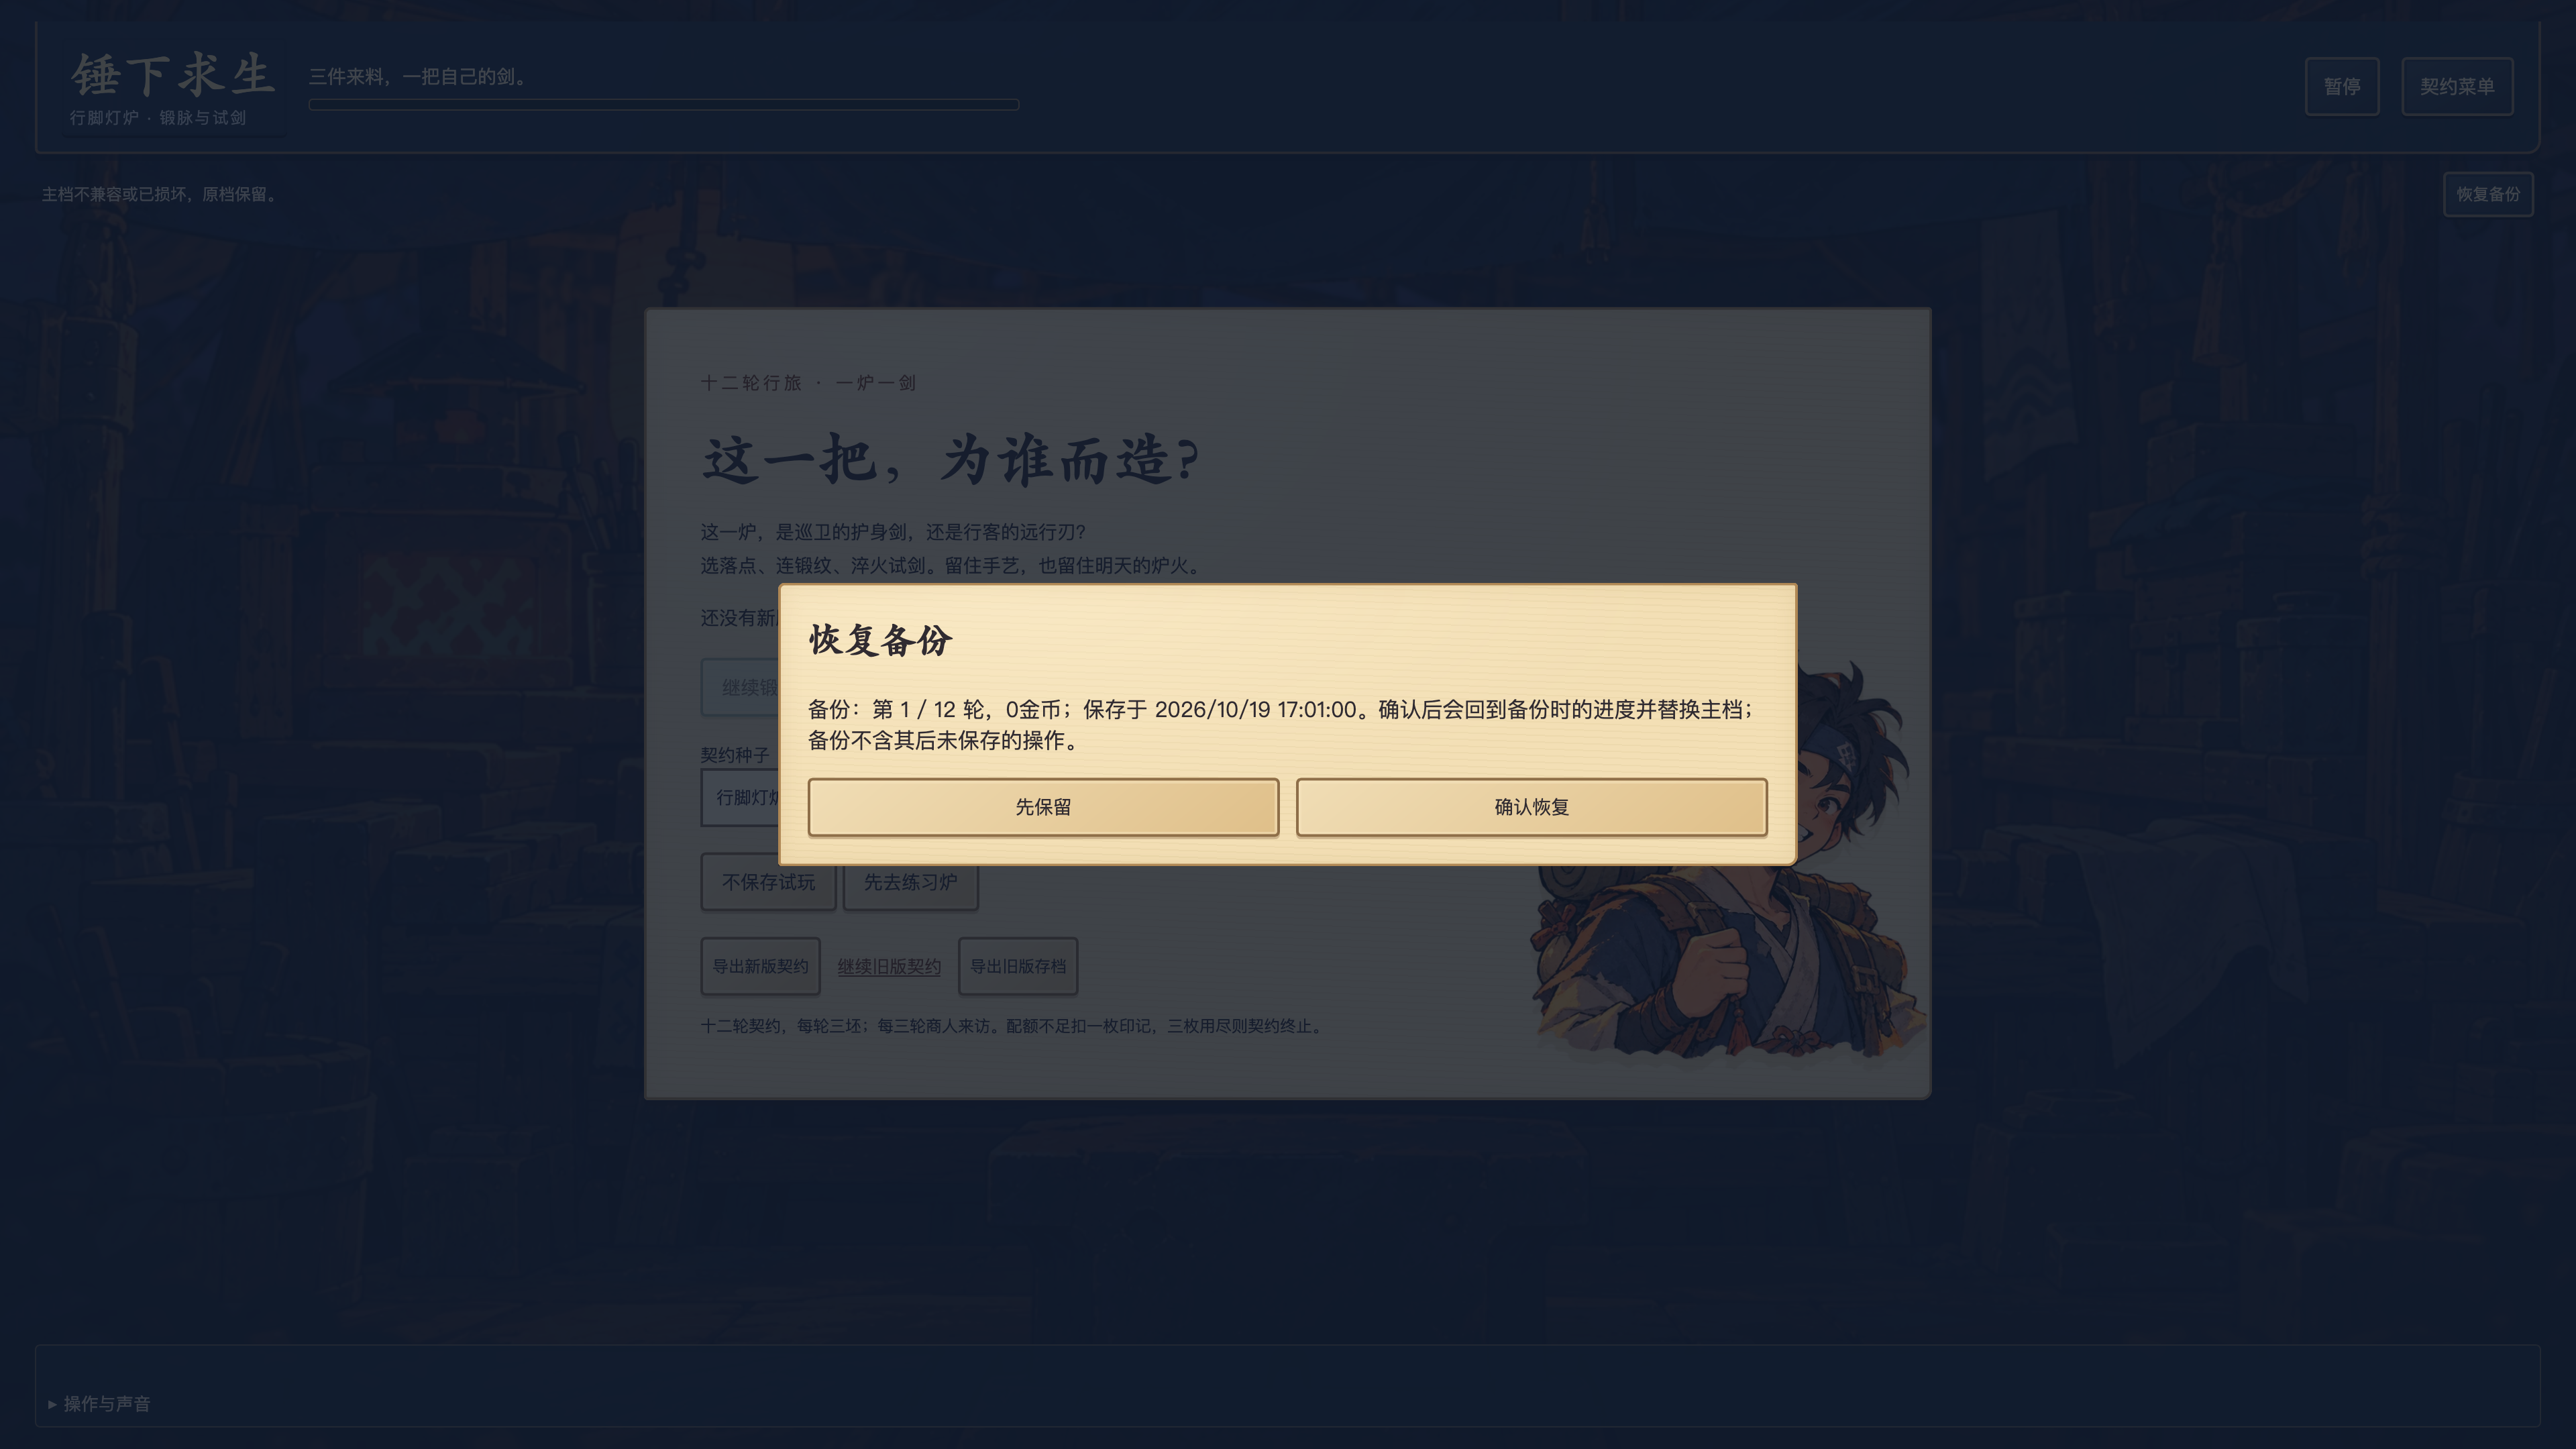 锤下求生
行脚灯炉 · 锻脉与试剑
三件来料，一把自己的剑。
暂停
契约菜单
主档不兼容或已损坏，原档保留。
恢复备份
十二轮行旅 · 一炉一剑
这一把，为谁而造？
这一炉，是巡卫的护身剑，还是行客的远行刃？
选落点、连锻纹、淬火试剑。留住手艺，也留住明天的炉火。
还没有新
恢复备份
备份：第 1 / 12 轮，0金币；保存于 2026/10/19 17:01:00。确认后会回到备份时的进度并替换主档；
备份不含其后未保存的操作。
先保留
确认恢复
继续锻
契约种子
行脚灯炉
不保存试玩
先去练习炉
导出新版契约
继续旧版契约
导出旧版存档
十二轮契约，每轮三坯；每三轮商人来访。配额不足扣一枚印记，三枚用尽则契约终止。
▶ 操作与声音